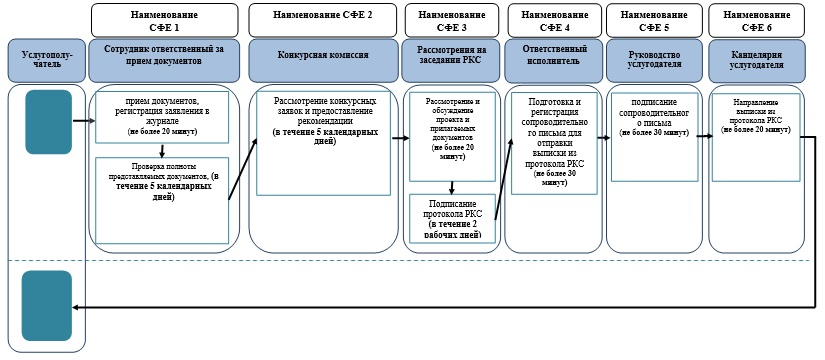 Наименование
СФЕ 1
Наименование СФЕ 2
Наименование
СФЕ 3
Наименование
СФЕ 4
Наименование
СФЕ 5
Наименование
СФЕ 6
Услугополу-
чатель
Сотрудник ответственный за
прием документов
Конкурсная комиссия
Рассмотрения на
заседании РКС
Ответственный
исполнитель
Руководство
услугодателя
Канцелярия
услугодателя
прием документов,
регистрация заявления в
журнале
(не более 20 минут)
Проверка полноты
представляемых документов, (в
течение 5 календарных
дней)
Рассмотрение конкурсных
заявок и предоставление
рекомендации
(в течение 5 календарных
дней)
Рассмотрение и
обсуждение
проекта и
прилагаемых
документов
(не более 20
минут)
Подписание
протокола РКС
(в течение 2
рабочих дней)
Подготовка и
регистрация
сопроводительно
го письма для
отправки
выписки из
протокола РКС
(не более 30
минут)
подписание
сопроводительног
о письма
(не более 30 минут)
Направление
выписки из
протокола РКС
(не более 20 минут)